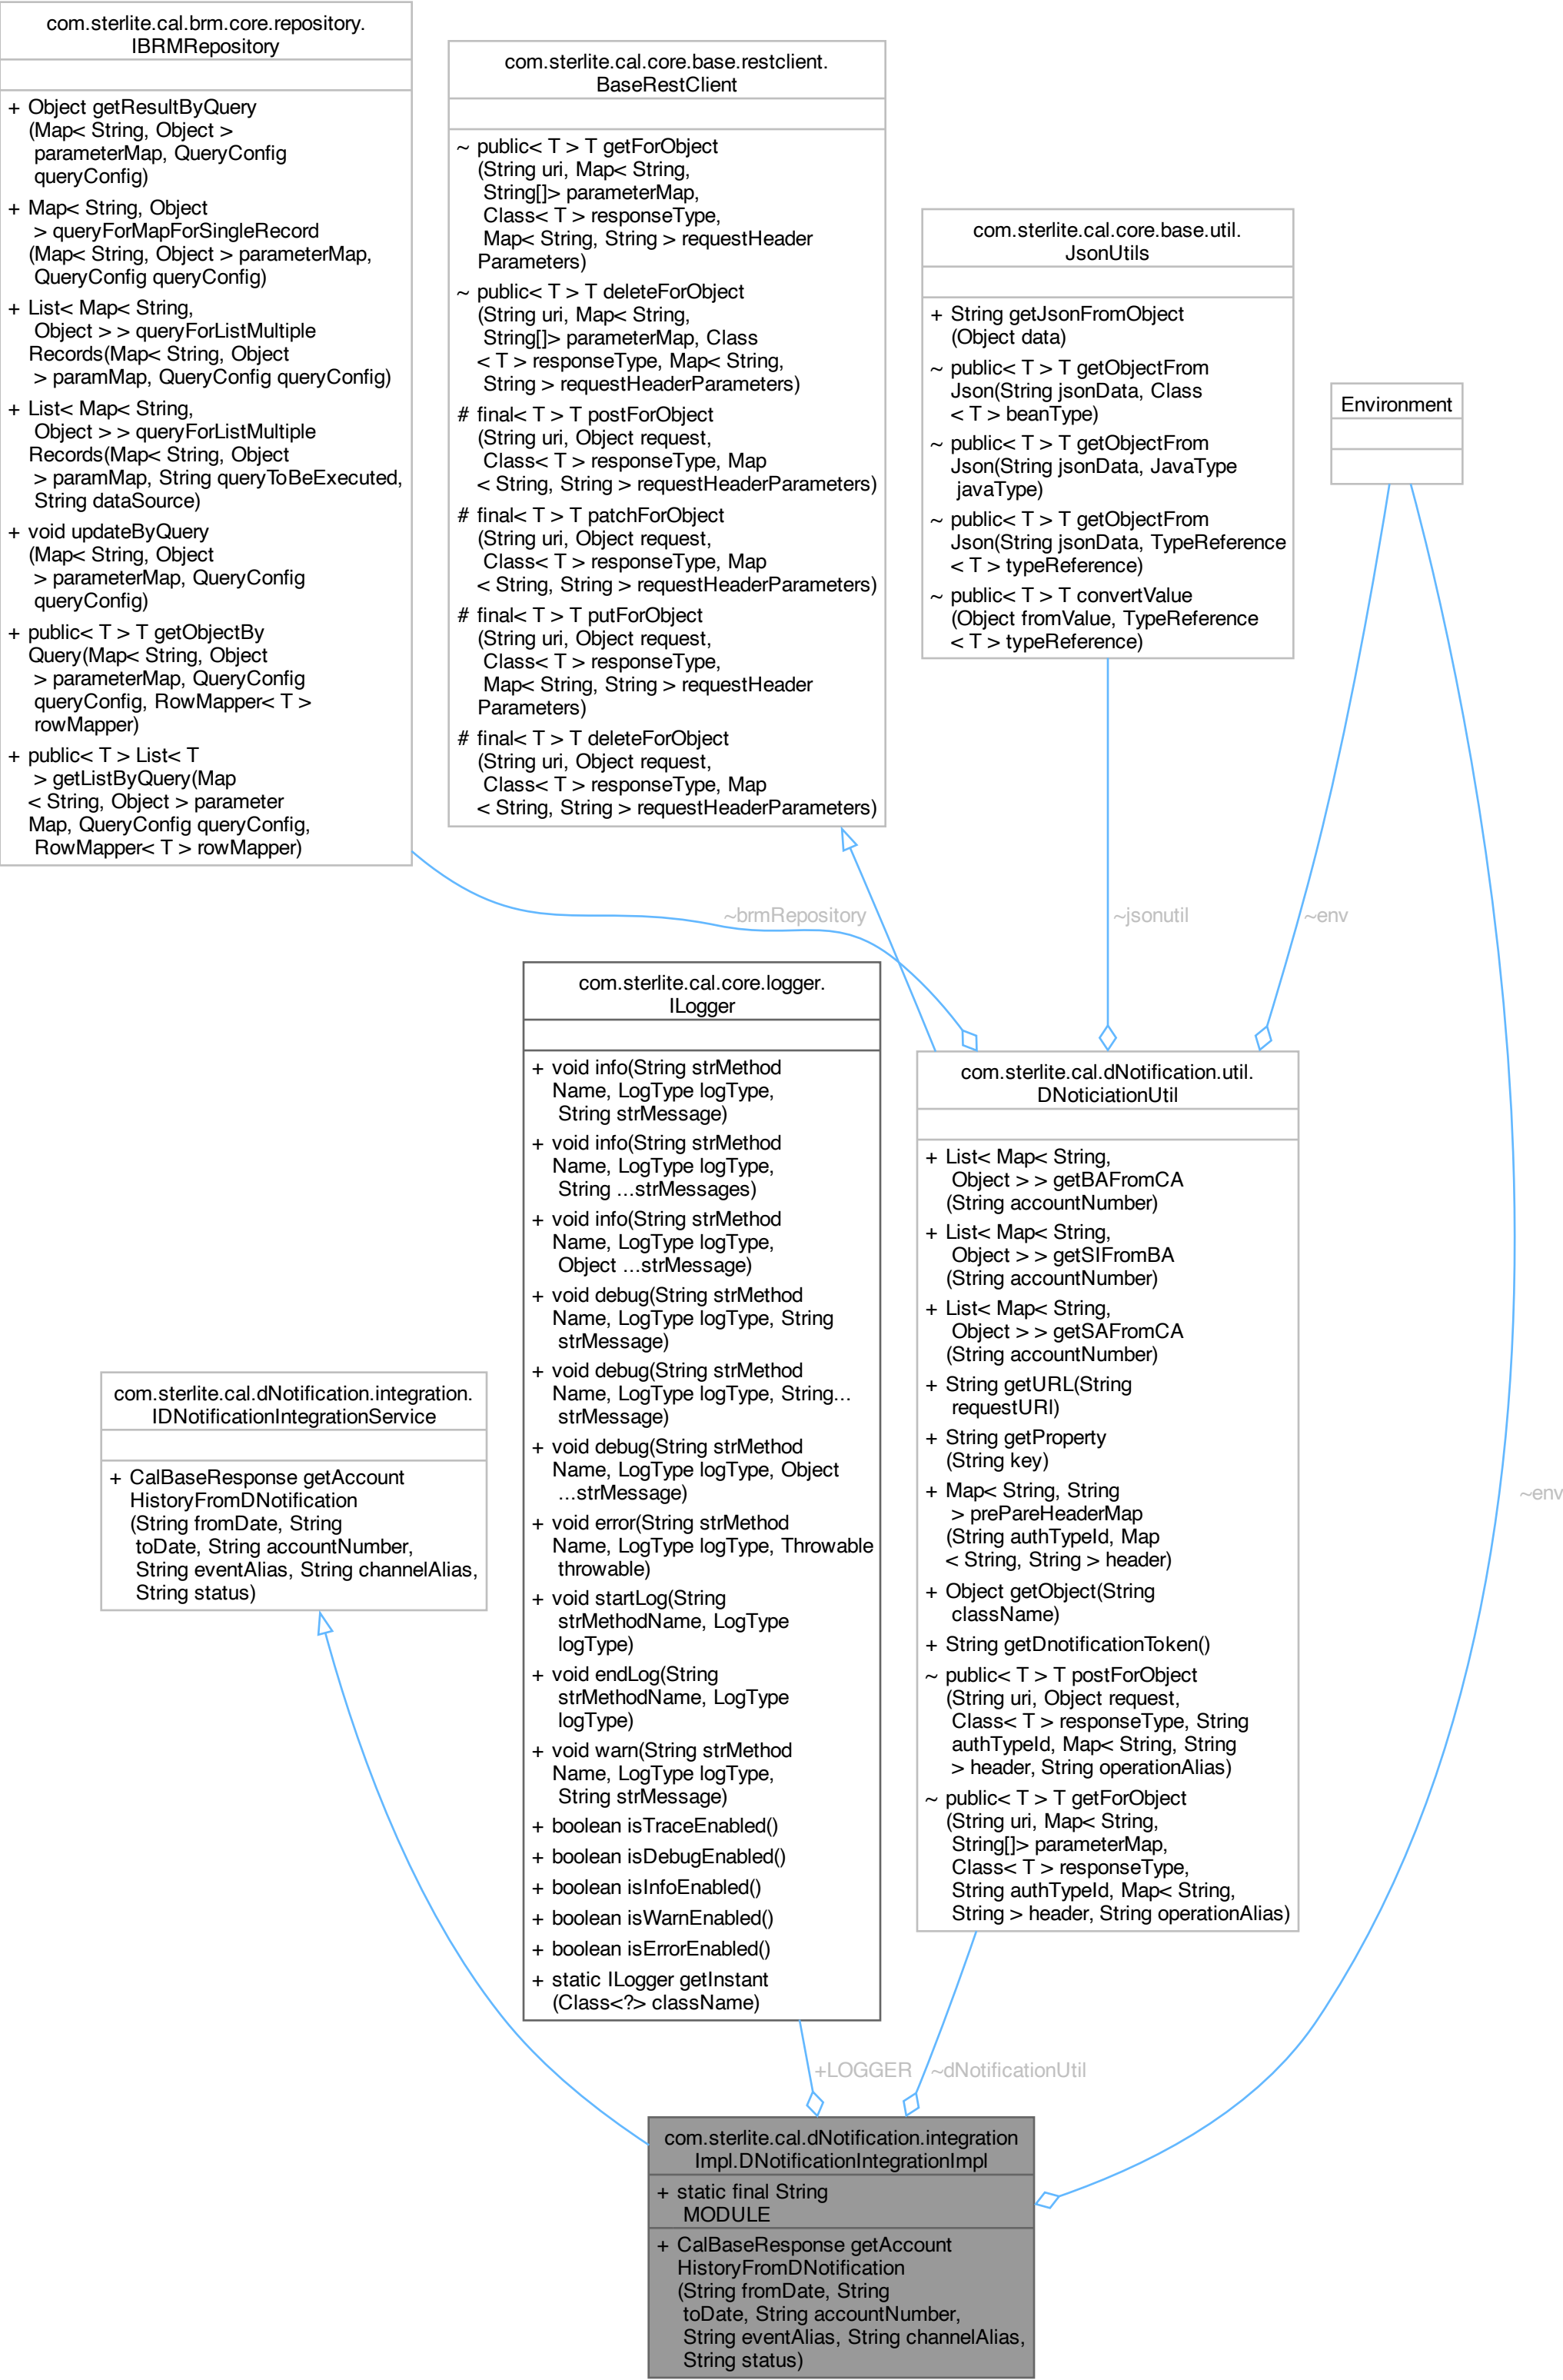 com.sterlite.cal.brm.core.repository.
IBRMRepository
+ Object getResultByQuery
(Map< String, Object >
parameterMap, QueryConfig
queryConfig)
+ Map< String, Object
> queryForMapForSingleRecord
(Map< String, Object > parameterMap,
QueryConfig queryConfig)
+ List< Map< String,
Object > > queryForListMultiple
Records(Map< String, Object
> paramMap, QueryConfig queryConfig)
+ List< Map< String,
Object > > queryForListMultiple
Records(Map< String, Object
> paramMap, String queryToBeExecuted,
String dataSource)
+ void updateByQuery
(Map< String, Object
> parameterMap, QueryConfig
queryConfig)
+ public< T > T getObjectBy
Query(Map< String, Object
> parameterMap, QueryConfig
queryConfig, RowMapper< T >
rowMapper)
+ public< T > List< T
> getListByQuery(Map
< String, Object > parameter
Map, QueryConfig queryConfig,
RowMapper< T > rowMapper)
com.sterlite.cal.core.base.restclient.
BaseRestClient
~ public< T > T getForObject
(String uri, Map< String,
String[]> parameterMap,
Class< T > responseType,
Map< String, String > requestHeader
Parameters)
~ public< T > T deleteForObject
(String uri, Map< String,
String[]> parameterMap, Class
< T > responseType, Map< String,
String > requestHeaderParameters)
# final< T > T postForObject
(String uri, Object request,
Class< T > responseType, Map
< String, String > requestHeaderParameters)
# final< T > T patchForObject
(String uri, Object request,
Class< T > responseType, Map
< String, String > requestHeaderParameters)
# final< T > T putForObject
(String uri, Object request,
Class< T > responseType,
Map< String, String > requestHeader
Parameters)
# final< T > T deleteForObject
(String uri, Object request,
Class< T > responseType, Map
< String, String > requestHeaderParameters)
com.sterlite.cal.core.base.util.
JsonUtils
+ String getJsonFromObject
(Object data)
~ public< T > T getObjectFrom
Json(String jsonData, Class
< T > beanType)
~ public< T > T getObjectFrom
Json(String jsonData, JavaType
javaType)
~ public< T > T getObjectFrom
Json(String jsonData, TypeReference
< T > typeReference)
~ public< T > T convertValue
(Object fromValue, TypeReference
< T > typeReference)
Environment
~brmRepository
~jsonutil
~env
com.sterlite.cal.core.logger.
ILogger
+ void info(String strMethod
Name, LogType logType,
String strMessage)
+ void info(String strMethod
Name, LogType logType,
String ...strMessages)
+ void info(String strMethod
Name, LogType logType,
Object ...strMessage)
+ void debug(String strMethod
Name, LogType logType, String
strMessage)
+ void debug(String strMethod
Name, LogType logType, String...
strMessage)
+ void debug(String strMethod
Name, LogType logType, Object
...strMessage)
+ void error(String strMethod
Name, LogType logType, Throwable
throwable)
+ void startLog(String
strMethodName, LogType
logType)
+ void endLog(String
strMethodName, LogType
logType)
+ void warn(String strMethod
Name, LogType logType,
String strMessage)
+ boolean isTraceEnabled()
+ boolean isDebugEnabled()
+ boolean isInfoEnabled()
+ boolean isWarnEnabled()
+ boolean isErrorEnabled()
+ static ILogger getInstant
(Class<?> className)
com.sterlite.cal.dNotification.util.
DNoticiationUtil
+ List< Map< String,
Object > > getBAFromCA
(String accountNumber)
+ List< Map< String,
Object > > getSIFromBA
(String accountNumber)
+ List< Map< String,
Object > > getSAFromCA
(String accountNumber)
+ String getURL(String
requestURI)
+ String getProperty
(String key)
+ Map< String, String
> prePareHeaderMap
(String authTypeId, Map
< String, String > header)
+ Object getObject(String
className)
+ String getDnotificationToken()
~ public< T > T postForObject
(String uri, Object request,
Class< T > responseType, String
authTypeId, Map< String, String
> header, String operationAlias)
~ public< T > T getForObject
(String uri, Map< String,
String[]> parameterMap,
Class< T > responseType,
String authTypeId, Map< String,
String > header, String operationAlias)
com.sterlite.cal.dNotification.integration.
IDNotificationIntegrationService
+ CalBaseResponse getAccount
HistoryFromDNotification
(String fromDate, String
toDate, String accountNumber,
String eventAlias, String channelAlias,
String status)
~env
+LOGGER
~dNotificationUtil
com.sterlite.cal.dNotification.integration
Impl.DNotificationIntegrationImpl
+ static final String
MODULE
+ CalBaseResponse getAccount
HistoryFromDNotification
(String fromDate, String
toDate, String accountNumber,
String eventAlias, String channelAlias,
String status)